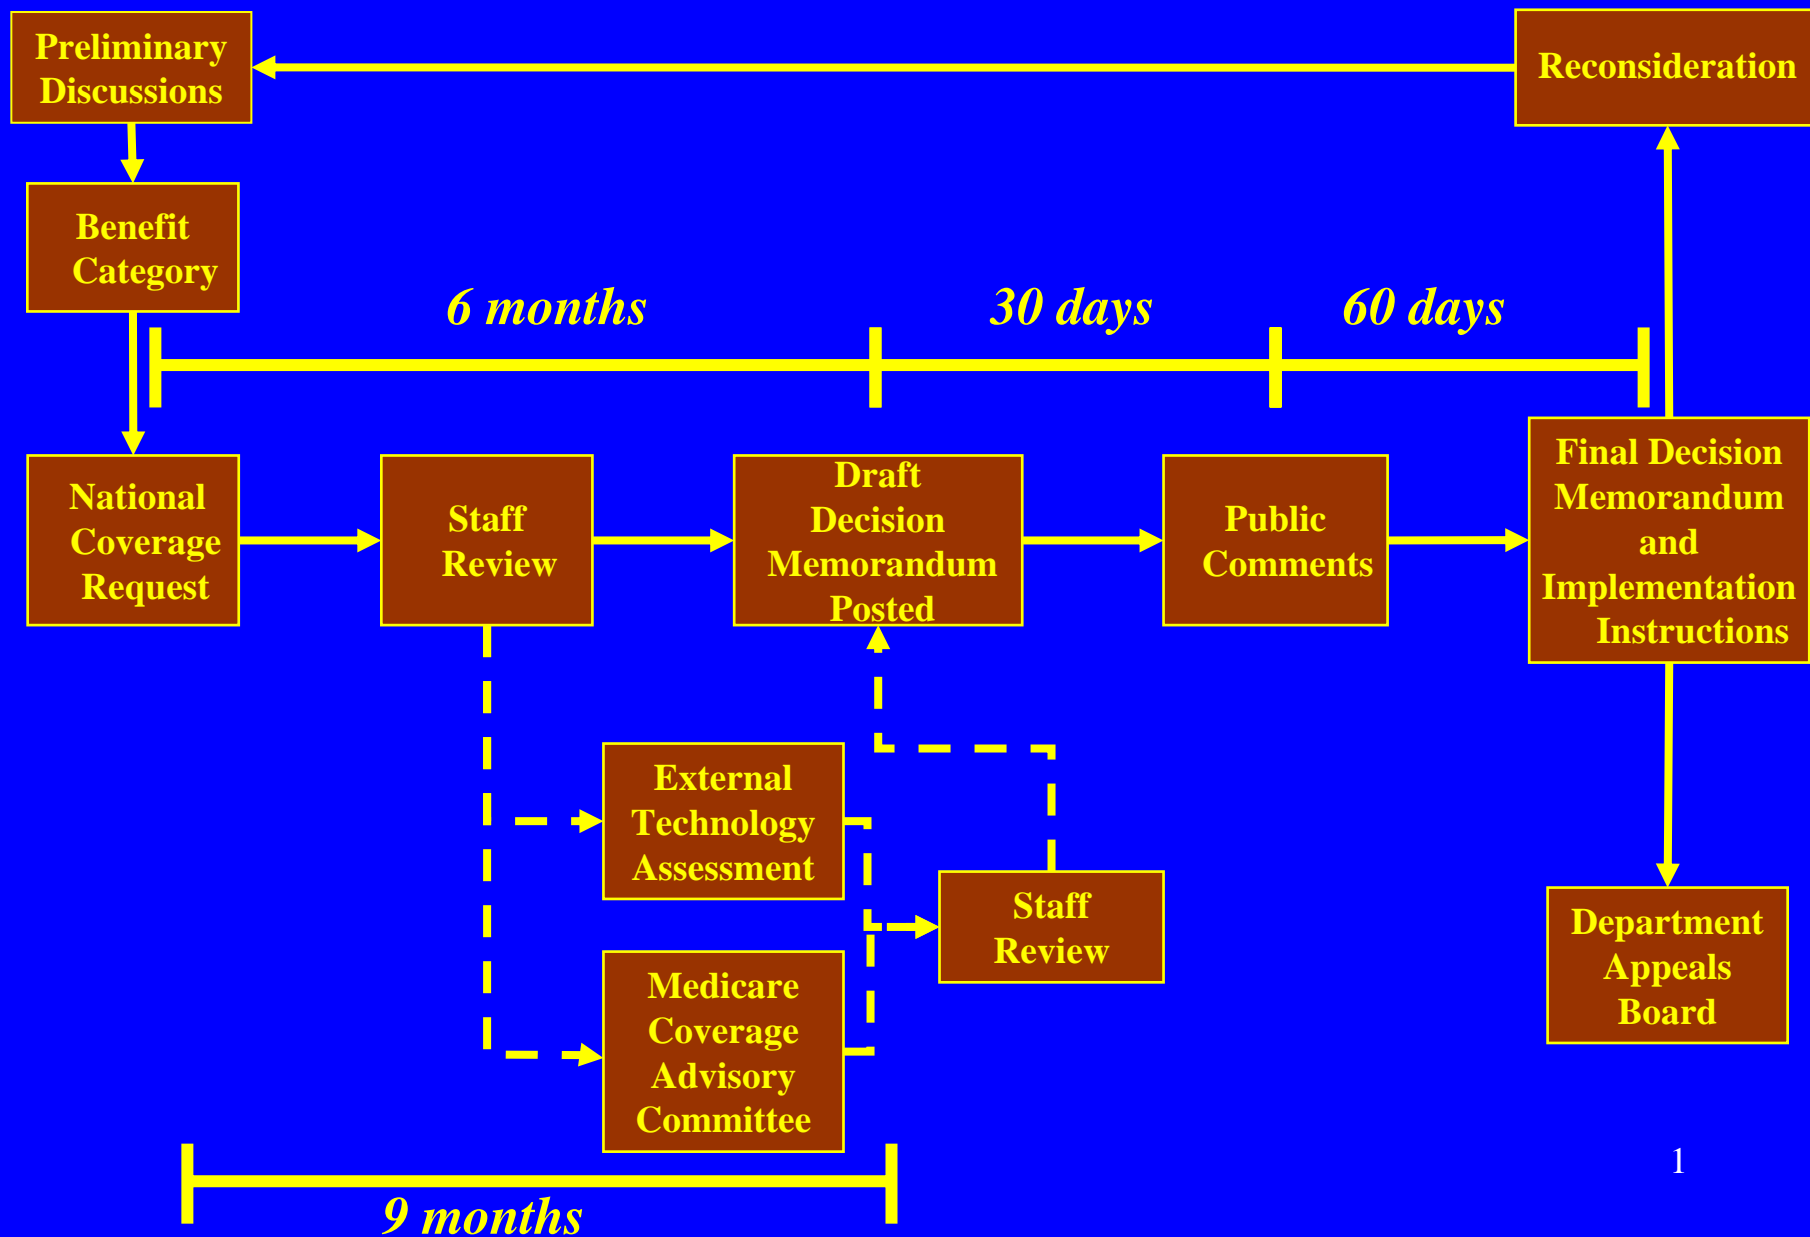 Preliminary
Discussions
Reconsideration
Benefit
Category
6 months
30 days
60 days
National
Coverage
Request
Staff
Review
Draft
Decision
Memorandum
Posted
Public
Comments
Final Decision
Memorandum
and
Implementation
Instructions
External
Technology
Assessment
Staff
Review
Medicare
Coverage
Advisory
Committee
Department
Appeals
Board
9 months
1